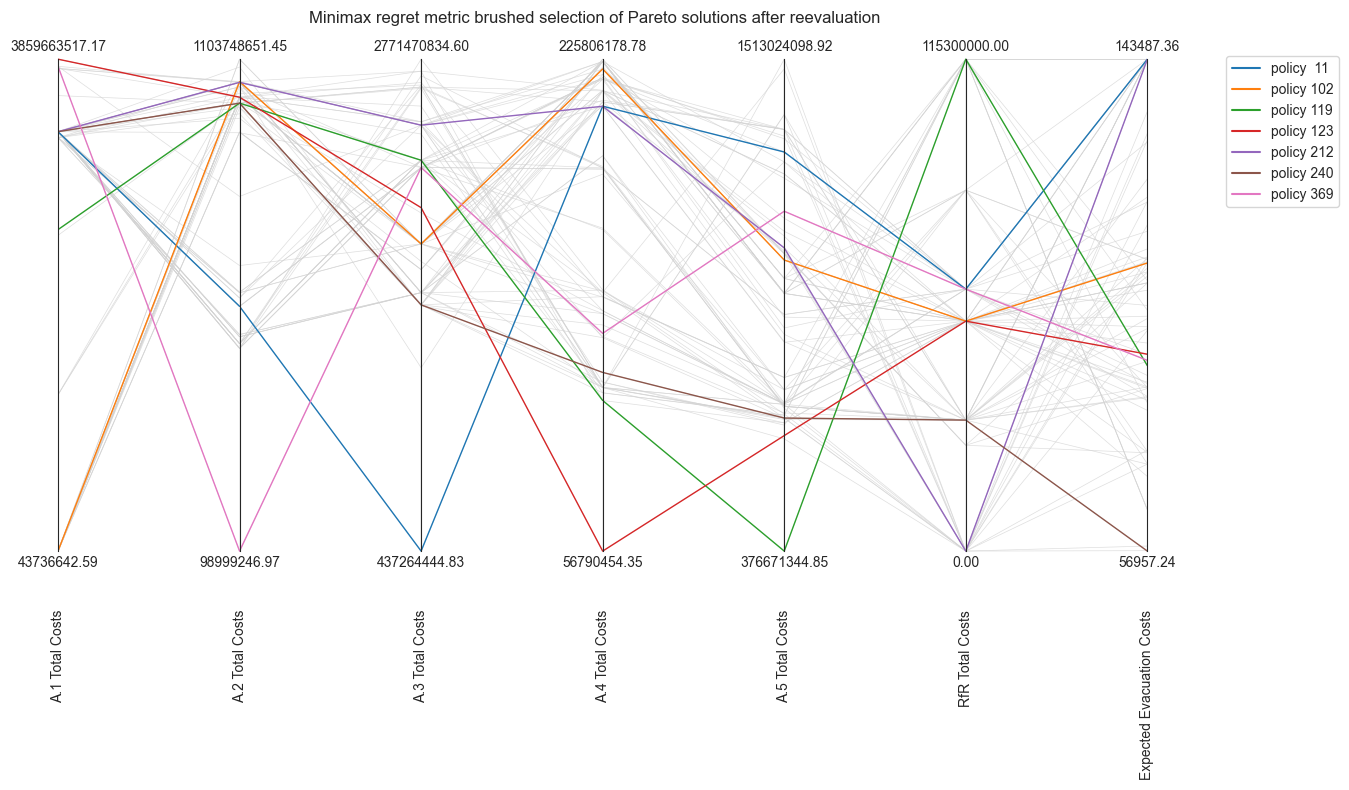 Minimax regret metric brushed selection of Pareto solutions after reevaluation
3859663517.17 1103748651.45 2771470834.60 225806178.78 1513024098.92 115300000.00 143487.36
policy 11
policy 102
policy 119
policy 123
policy 212
policy 240
policy 369
43736642.59 98999246.97 437264444.83 56790454.35 376671344.85 0.00 56957.24
A.1 Total Costs
A.2 Total Costs
A.3 Total Costs
A.4 Total Costs
A.5 Total Costs
RfR Total Costs
Expected Evacuation Costs